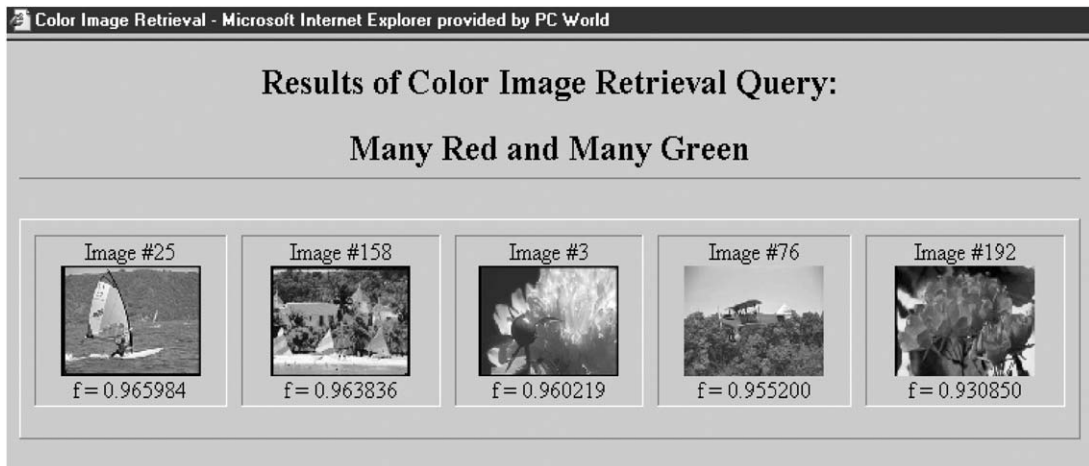 Color Image Retrieval - Microsoft Internet Explorer provided by PC World
Results of Color Image Retrieval Query:
Many Red and Many Green
Image #25
f = 0.965984
Image #158
f = 0.963836
Image #3
f = 0.960219
Image #76
f = 0.955200
Image #192
f = 0.930850